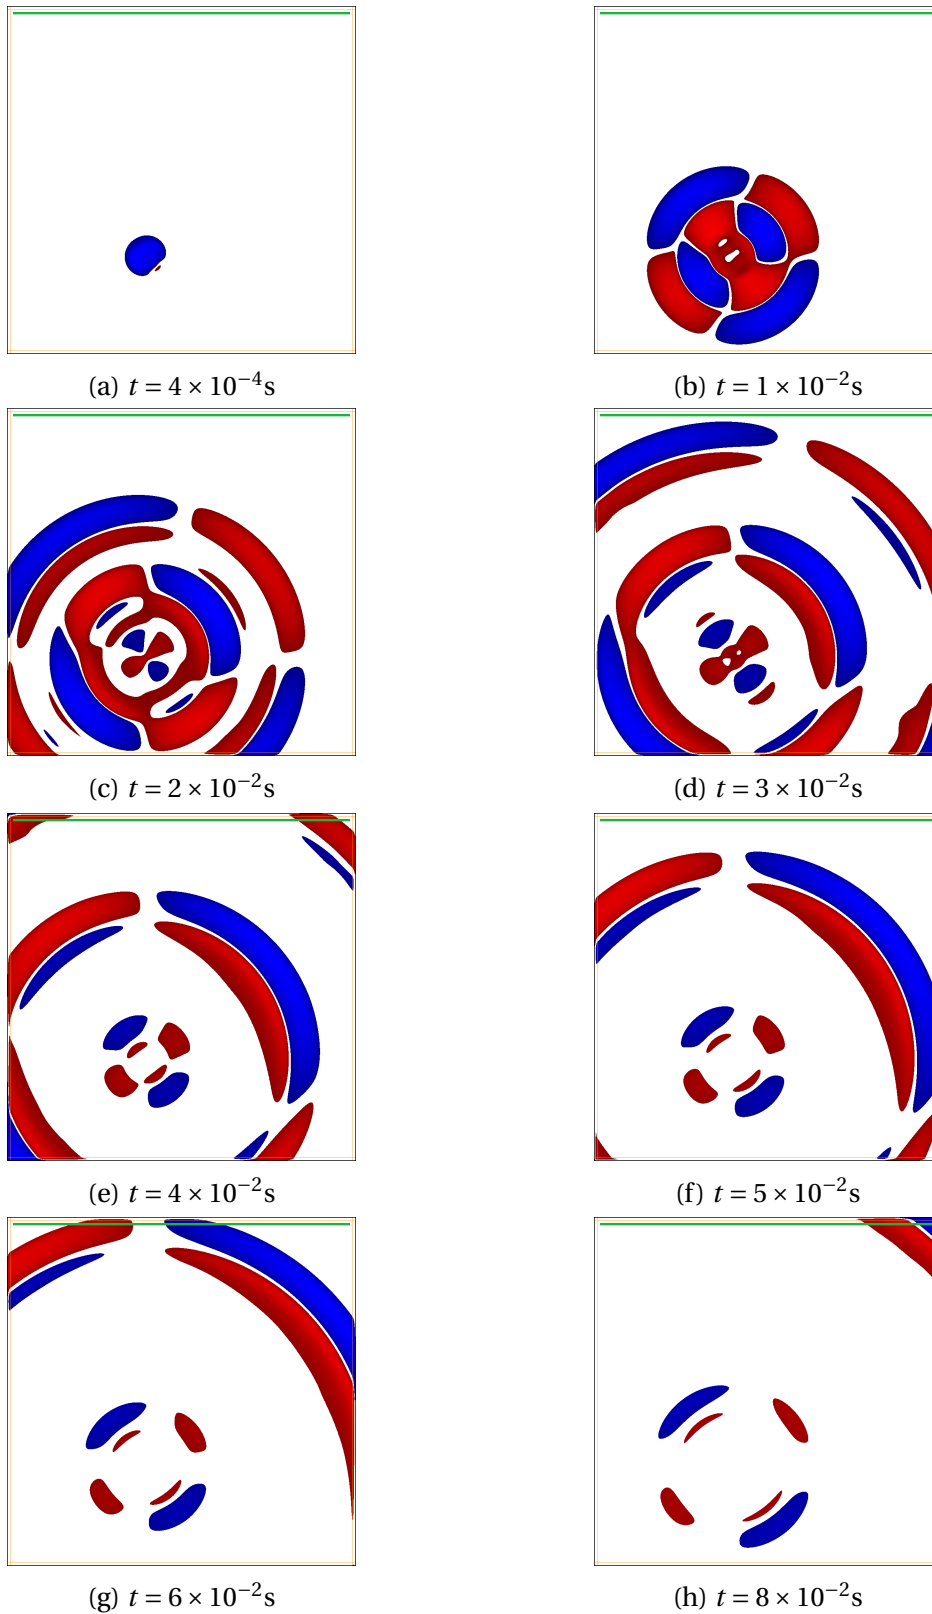 (a) t = 4 × 10⁻⁴s
(b) t = 1 × 10⁻²s
(c) t = 2 × 10⁻²s
(d) t = 3 × 10⁻²s
(e) t = 4 × 10⁻²s
(f) t = 5 × 10⁻²s
(g) t = 6 × 10⁻²s
(h) t = 8 × 10⁻²s